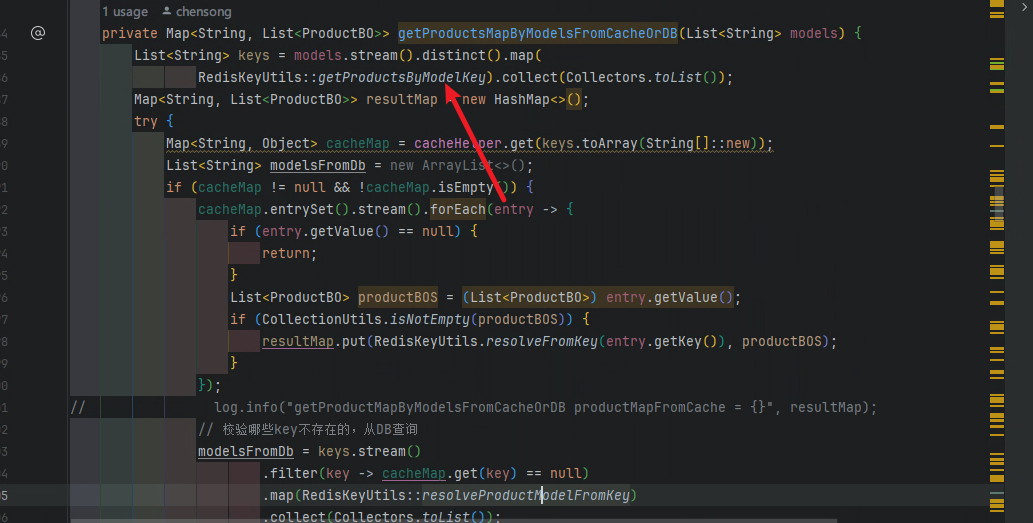 1 usage chensong
private Map<String, List<ProductBO>> getProductsMapByModelsFromCacheOrDB(List<String> models) {
List<String> keys = models.stream().distinct().map(
RedisKeyUtils::getProductsByModelKey).collect(Collectors.toList());
Map<String, List<ProductBO>> resultMap = new HashMap<>();
try {
Map<String, Object> cacheMap = cacheHelper.get(keys.toArray(String[]::new));
List<String> modelsFromDb = new ArrayList<>();
if (cacheMap != null && !cacheMap.isEmpty()) {
cacheMap.entrySet().stream().forEach(entry -> {
if (entry.getValue() == null) {
return;
}
List<ProductBO> productBOS = (List<ProductBO>) entry.getValue();
if (CollectionUtils.isNotEmpty(productBOS)) {
resultMap.put(RedisKeyUtils.resolveFromKey(entry.getKey()), productBOS);
}
});
// log.info("getProductMapByModelsFromCacheOrDB productMapFromCache = {}", resultMap);
// 校验哪些key不存在的，从DB查询
modelsFromDb = keys.stream()
.filter(key -> cacheMap.get(key) == null)
.map(RedisKeyUtils::resolveProductModelFromKey)
.collect(Collectors.toList());